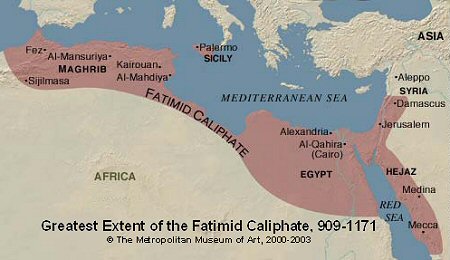 ASIA
Fez
Al-Mansuriya
Palermo
SICILY
MAGHRIB
Kairouan
Al-Mahdiya
Sijilmasa
Aleppo
SYRIA
Damascus
Jerusalem
MEDITERRANEAN SEA
FATIMID CALIPHATE
Alexandria
Al-Qahira
(Cairo)
EGYPT
HEJAZ
AFRICA
Medina
RED
SEA
Mecca
Greatest Extent of the Fatimid Caliphate, 909-1171
© The Metropolitan Museum of Art, 2000-2003